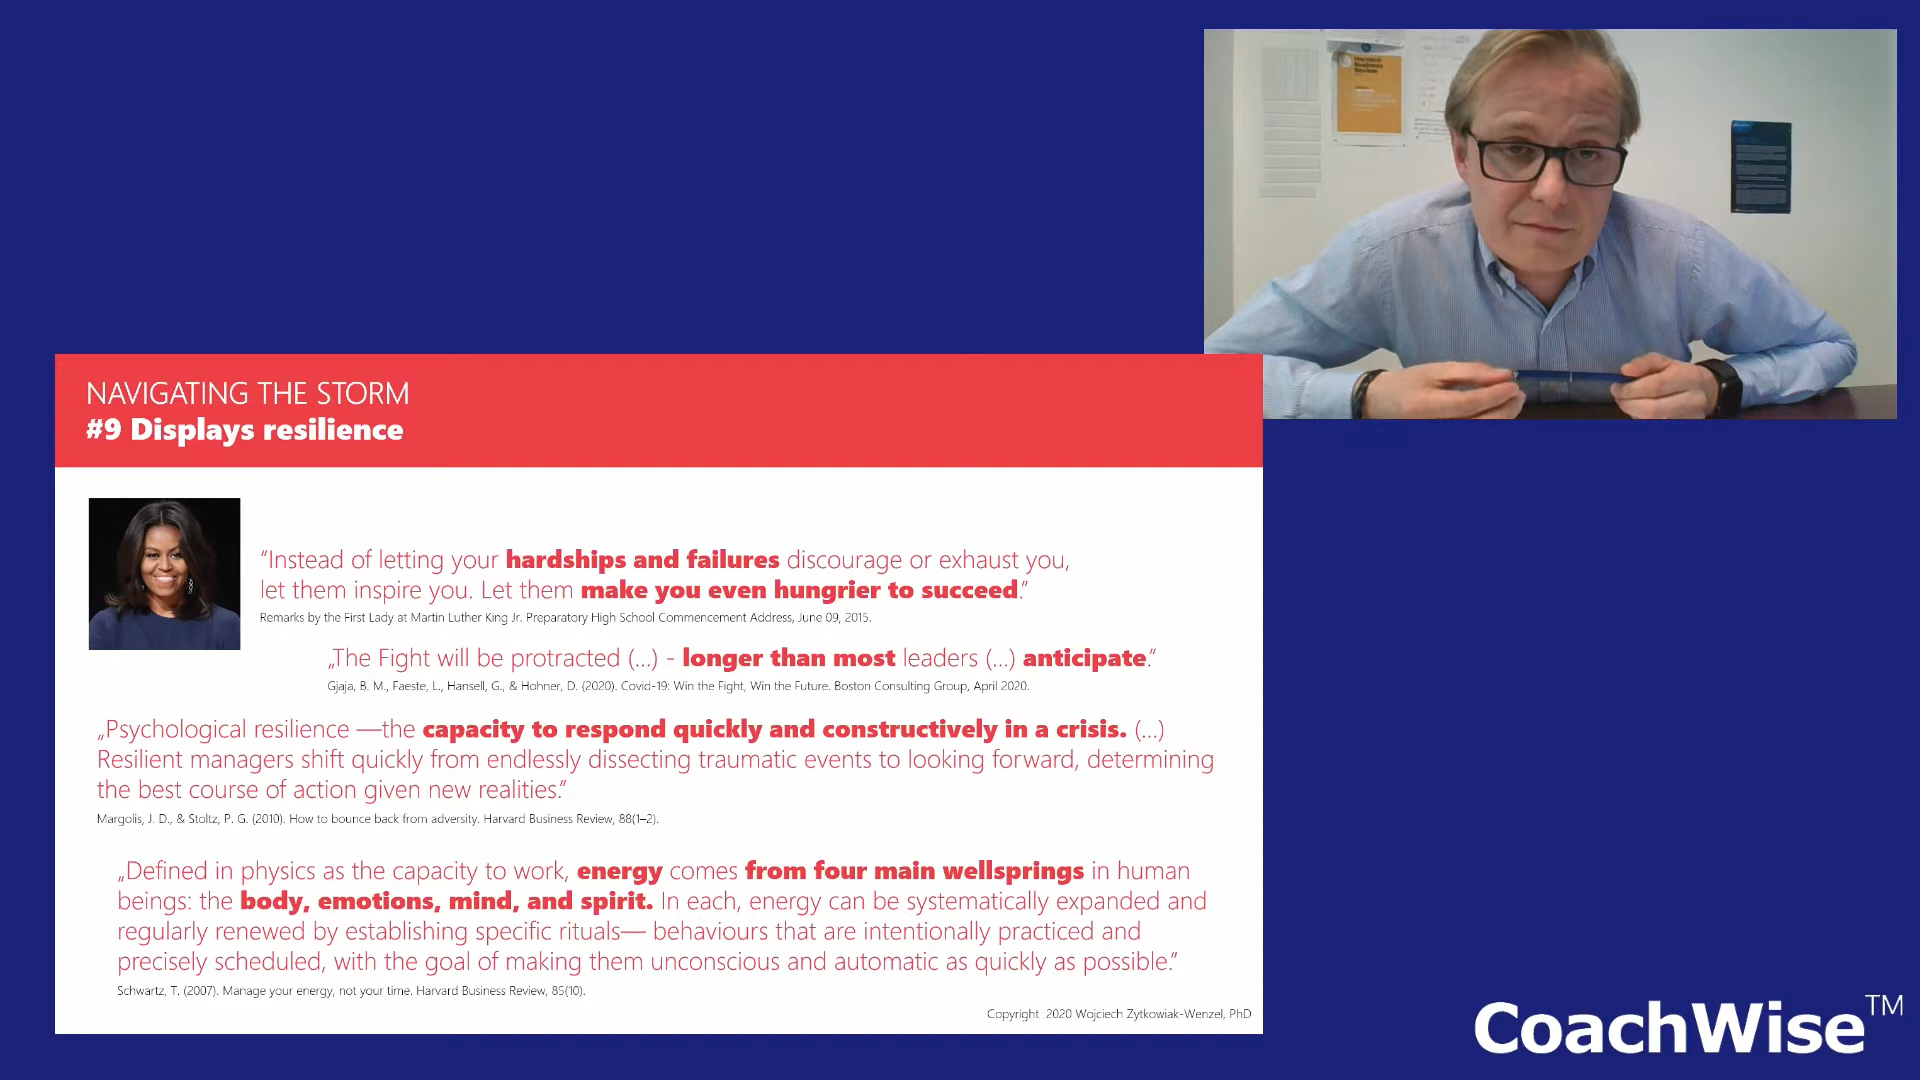 Harvard
Business
Review
NAVIGATING THE STORM
#9 Displays resilience
“Instead of letting your hardships and failures discourage or exhaust you,
let them inspire you. Let them make you even hungrier to succeed.”
Remarks by the First Lady at Martin Luther King Jr. Preparatory High School Commencement Address, June 09, 2015.
„The Fight will be protracted (...) - longer than most leaders (...) anticipate.”
Gjaja, B. M., Faeste, L., Hansell, G., & Hohner, D. (2020). Covid-19: Win the Fight, Win the Future. Boston Consulting Group, April 2020.
„Psychological resilience —the capacity to respond quickly and constructively in a crisis. (...)
Resilient managers shift quickly from endlessly dissecting traumatic events to looking forward, determining
the best course of action given new realities.”
Margolis, J. D., & Stoltz, P. G. (2010). How to bounce back from adversity. Harvard Business Review, 88(1–2).
„Defined in physics as the capacity to work, energy comes from four main wellsprings in human
beings: the body, emotions, mind, and spirit. In each, energy can be systematically expanded and
regularly renewed by establishing specific rituals— behaviours that are intentionally practiced and
precisely scheduled, with the goal of making them unconscious and automatic as quickly as possible.”
Schwartz, T. (2007). Manage your energy, not your time. Harvard Business Review, 85(10).
Copyright 2020 Wojciech Zytkowiak-Wenzel, PhD
CoachWise™